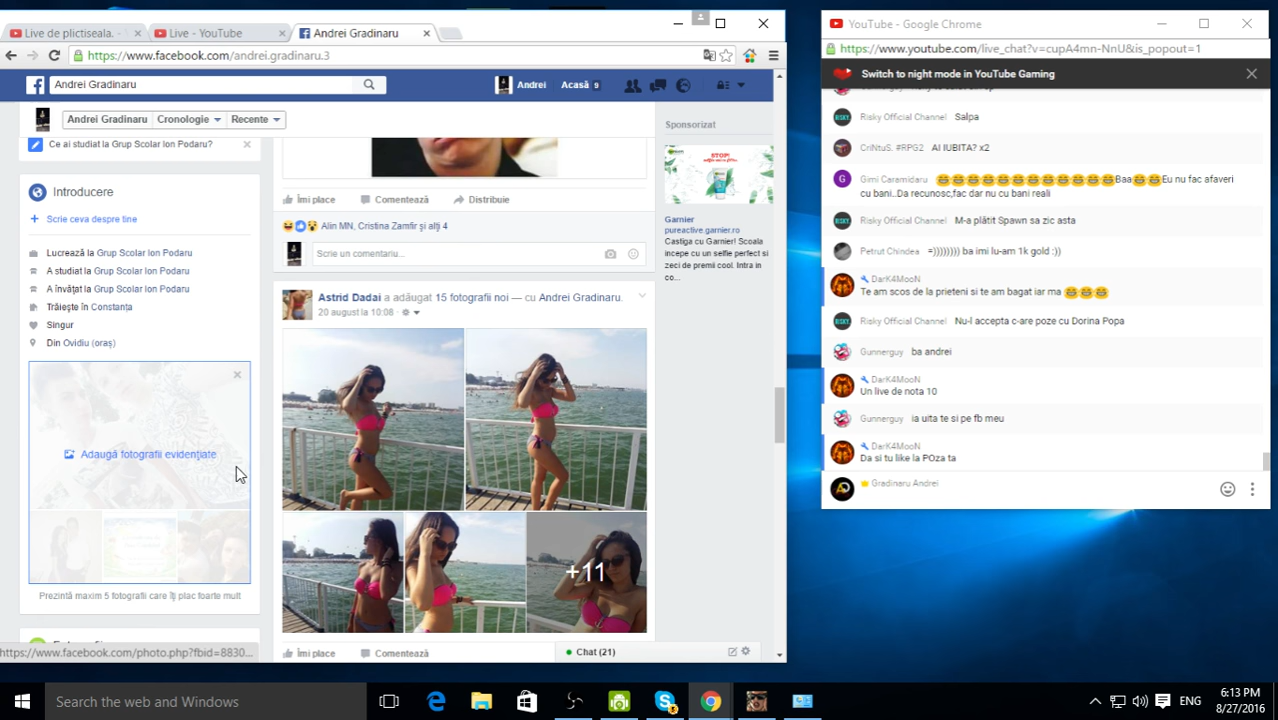 Live de plictiseala.
Live - YouTube
Andrei Gradinaru
https://www.facebook.com/andrei.gradinaru.3
Andrei Gradinaru
Andrei
Acasă 9
Andrei Gradinaru
Cronologie
Recente
Ce ai studiat la Grup Scolar Ion Podaru?
Introducere
Scrie ceva despre tine
Lucrează la Grup Scolar Ion Podaru
A studiat la Grup Scolar Ion Podaru
A învățat la Grup Scolar Ion Podaru
Trăiește în Constanța
Singur
Din Ovidiu (oraș)
Adaugă fotografii evidențiate
Prezintă maxim 5 fotografii care îți plac foarte mult
https://www.facebook.com/photo.php?fbid=8830...
Îmi place
Comentează
Distribuie
Alin MN, Cristina Zamfir și alți 4
Scrie un comentariu...
Astrid Dadai a adăugat 15 fotografii noi — cu Andrei Gradinaru.
20 august la 10:08
+11
Îmi place
Comentează
Chat (21)
Sponsorizat
STOP!
Garnier
pureactive.garnier.ro
Castiga cu Garnier! Scoala
incepe cu un selfie perfect si
zeci de premii cool. Intra in
co...
YouTube - Google Chrome
https://www.youtube.com/live_chat?v=cupA4mn-NnU&is_popout=1
Switch to night mode in YouTube Gaming
Risky Official Channel Salpa
CriNtuS. #RPG2 AI IUBITA? x2
G
Gimi Caramidaru 😂😂😂😂😂😂😂😂😂😂😂😂Baa😂😂Eu nu fac afaveri
cu bani..Da recunosc,fac dar nu cu bani reali
RISKY.
Risky Official Channel M-a plătit Spawn sa zic asta
Petrut Chindea =)))))))) ba imi lu-am 1k gold :))
DarK4MooN
Te am scos de la prieteni si te am bagat iar ma 😂😂😂
Risky Official Channel Nu-l accepta c-are poze cu Dorina Popa
Gunnerguy ba andrei
DarK4MooN
Un live de nota 10
Gunnerguy ia uita te si pe fb meu
DarK4MooN
Da si tu like la POza ta
Gradinaru Andrei
Search the web and Windows
ENG
6:13 PM
8/27/2016